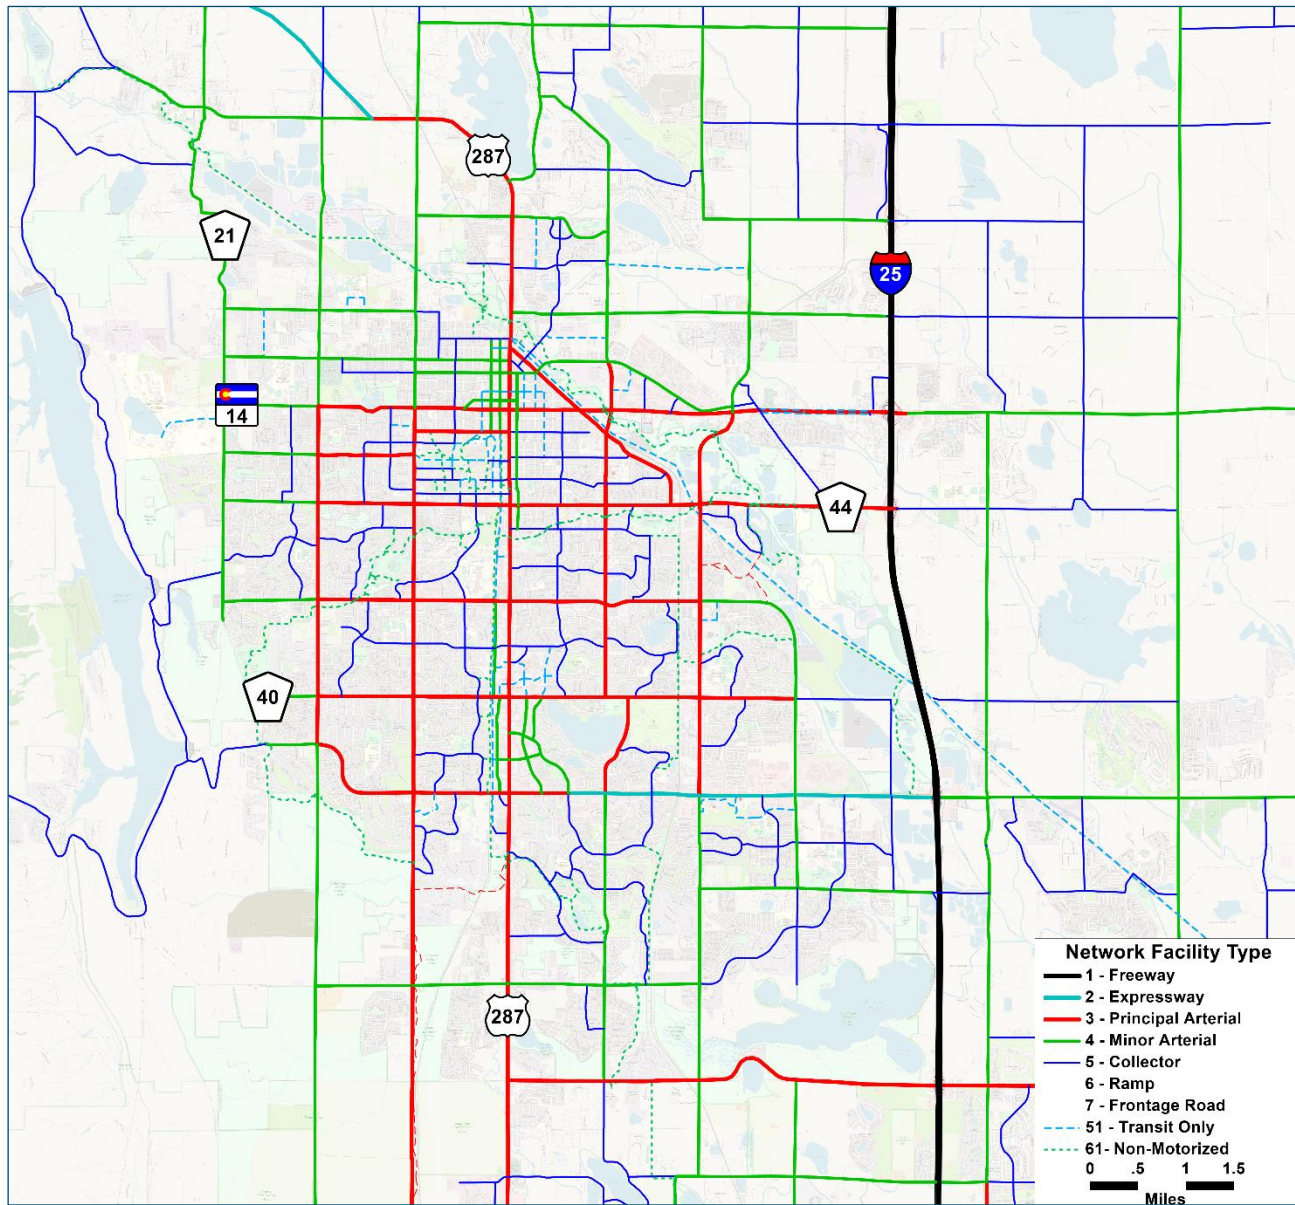 287
21
25
14
44
40
287
Network Facility Type
1 - Freeway
2 - Expressway
3 - Principal Arterial
4 - Minor Arterial
5 - Collector
6 - Ramp
7 - Frontage Road
51 - Transit Only
61- Non-Motorized
0 .5 1 1.5
Miles